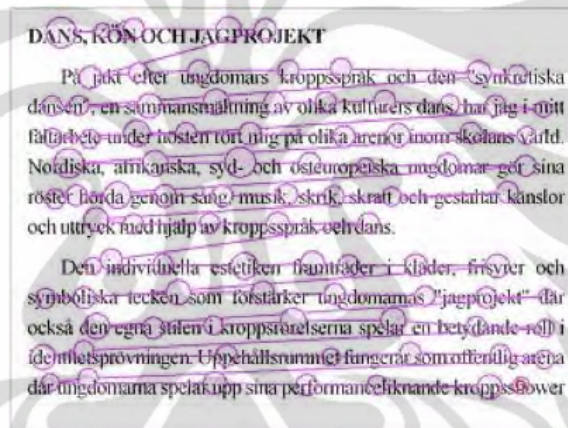 DANS, KÖN OCH JAGPROJEKT
På jakt efter ungdomars kroppsspråk och den "synkretiska
dansen", en sammansmältning av olika kulturers dans, har jag i mitt
fältarbete under hösten rört mig på olika arenor inom skolans värld.
Nordiska, afrikanska, syd- och östeuropeiska ungdomar gör sina
röster hörda genom sång, musik, skrik, skratt och gestaltar känslor
och uttryck med hjälp av kroppsspråk och dans.
Den individuella estetiken framträder i kläder, frisyrer och
symboliska tecken som förstärker ungdomarnas "jagprojekt" där
också den egna stilen i kroppsrörelserna spelar en betydande roll i
identitetsprövningen. Uppehållsrummet fungerar som offentlig arena
där ungdomarna spelar upp sina performanceliknande kroppsshower